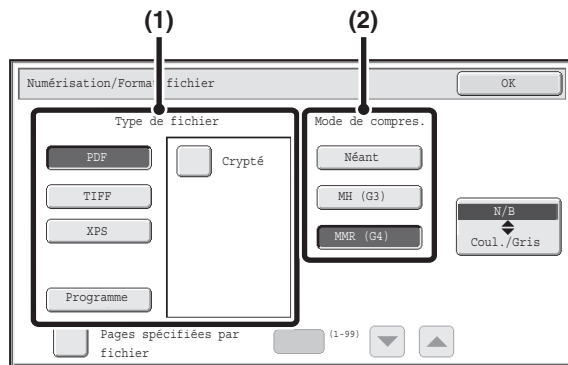 (1) (2)
Numérisation/Format fichier OK
Type de fichier Mode de compres.
PDF Crypté Néant
TIFF MH (G3)
XPS MMR (G4) N/B
Coul./Gris
Programme
Pages spécifiées par (1-99)
fichier